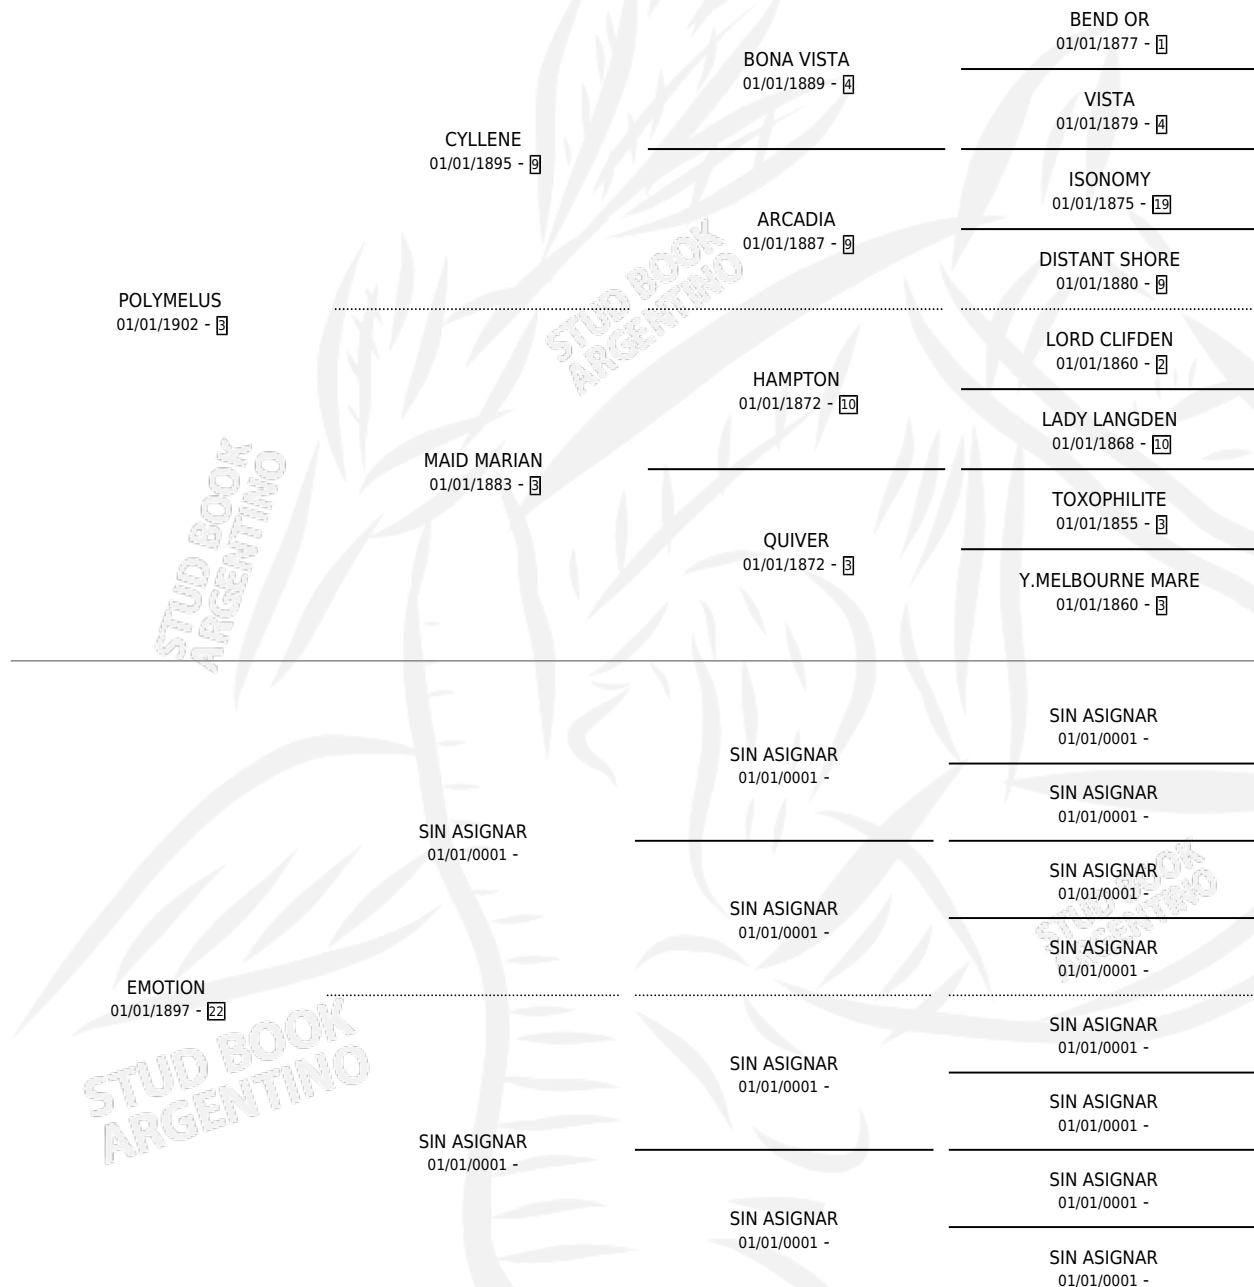 BEND OR
01/01/1877 - 1
BONA VISTA
01/01/1889 - 4
VISTA
01/01/1879 - 4
CYLLENE
01/01/1895 - 9
ISONOMY
01/01/1875 - 19
ARCADIA
01/01/1887 - 9
DISTANT SHORE
01/01/1880 - 9
POLYMELUS
01/01/1902 - 3
LORD CLIFDEN
01/01/1860 - 2
HAMPTON
01/01/1872 - 10
LADY LANGDEN
01/01/1868 - 10
MAID MARIAN
01/01/1883 - 3
TOXOPHILITE
01/01/1855 - 3
QUIVER
01/01/1872 - 3
Y.MELBOURNE MARE
01/01/1860 - 3
STUD BOOK
ARGENTINO
STUD BOOK
ARGENTINO
SIN ASIGNAR
01/01/0001 -
SIN ASIGNAR
01/01/0001 -
SIN ASIGNAR
01/01/0001 -
SIN ASIGNAR
01/01/0001 -
SIN ASIGNAR
01/01/0001 -
SIN ASIGNAR
01/01/0001 -
SIN ASIGNAR
01/01/0001 -
EMOTION
01/01/1897 - 22
SIN ASIGNAR
01/01/0001 -
SIN ASIGNAR
01/01/0001 -
SIN ASIGNAR
01/01/0001 -
SIN ASIGNAR
01/01/0001 -
SIN ASIGNAR
01/01/0001 -
SIN ASIGNAR
01/01/0001 -
SIN ASIGNAR
01/01/0001 -
STUD BOOK
ARGENTINO
STUD BOOK
ARGENTINO